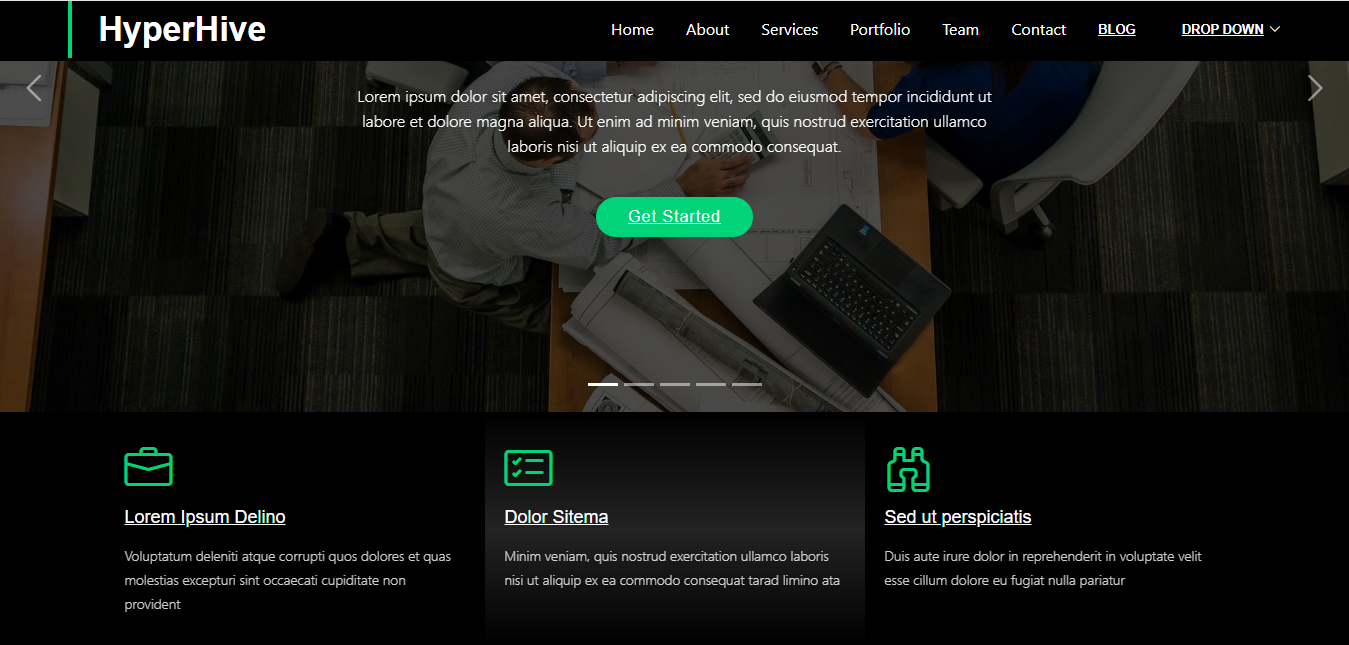 HyperHive
Home About Services Portfolio Team Contact BLOG DROP DOWN
Lorem ipsum dolor sit amet, consectetur adipiscing elit, sed do eiusmod tempor incididunt ut
labore et dolore magna aliqua. Ut enim ad minim veniam, quis nostrud exercitation ullamco
laboris nisi ut aliquip ex ea commodo consequat.
Get Started
Lorem Ipsum Delino
Voluptatum deleniti atque corrupti quos dolores et quas
molestias excepturi sint occaecati cupiditate non
provident
Dolor Sitema
Minim veniam, quis nostrud exercitation ullamco laboris
nisi ut aliquip ex ea commodo consequat tarad limino ata
Sed ut perspiciatis
Duis aute irure dolor in reprehenderit in voluptate velit
esse cillum dolore eu fugiat nulla pariatur